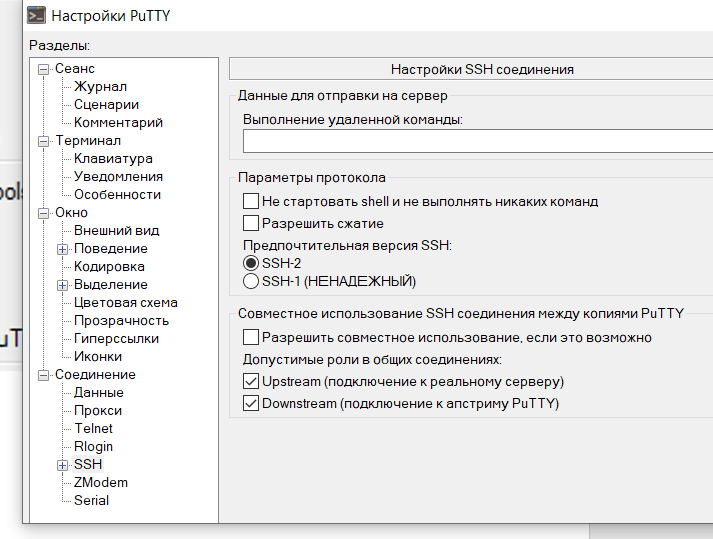 Настройки PuTTY
Разделы:
Сеанс
Журнал
Сценарии
Комментарий
Терминал
Клавиатура
Уведомления
Особенности
Окно
Внешний вид
Поведение
Кодировка
Выделение
Цветовая схема
Прозрачность
Гиперссылки
Иконки
Соединение
Данные
Прокси
Telnet
Rlogin
SSH
ZModem
Serial
Настройки SSH соединения
Данные для отправки на сервер
Выполнение удаленной команды:
Параметры протокола
Не стартовать shell и не выполнять никаких команд
Разрешить сжатие
Предпочтительная версия SSH:
SSH-2
SSH-1 (НЕНАДЕЖНЫЙ)
Совместное использование SSH соединения между копиями PuTTY
Разрешить совместное использование, если это возможно
Допустимые роли в общих соединениях:
Upstream (подключение к реальному серверу)
Downstream (подключение к апстриму PuTTY)